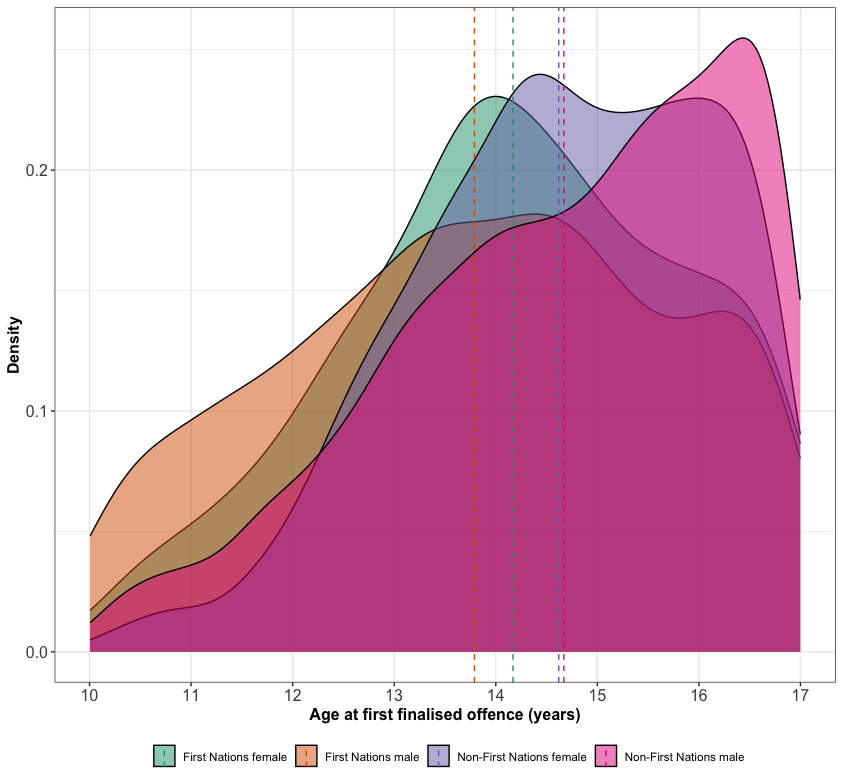 Density
0.2
0.1
0.0
10 11 12 13 14 15 16 17
Age at first finalised offence (years)
First Nations female First Nations male Non-First Nations female Non-First Nations male